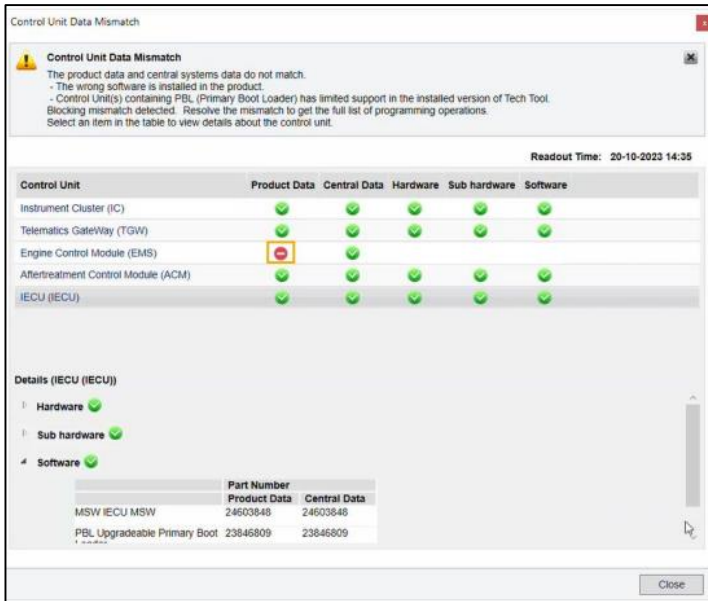 Control Unit Data Mismatch
x
Control Unit Data Mismatch
The product data and central systems data do not match.
- The wrong software is installed in the product.
- Control Unit(s) containing PBL (Primary Boot Loader) has limited support in the installed version of Tech Tool.
Blocking mismatch detected. Resolve the mismatch to get the full list of programming operations.
Select an item in the table to view details about the control unit.
Readout Time: 20-10-2023 14:35
Control Unit Product Data Central Data Hardware Sub hardware Software
Instrument Cluster (IC)
Telematics GateWay (TGW)
Engine Control Module (EMS)
Aftertreatment Control Module (ACM)
IECU (IECU)
Details (IECU (IECU))
Hardware
Sub hardware
Software
Part Number
Product Data Central Data
MSW IECU MSW 24603848 24603848
PBL Upgradeable Primary Boot 23846809 23846809
Close